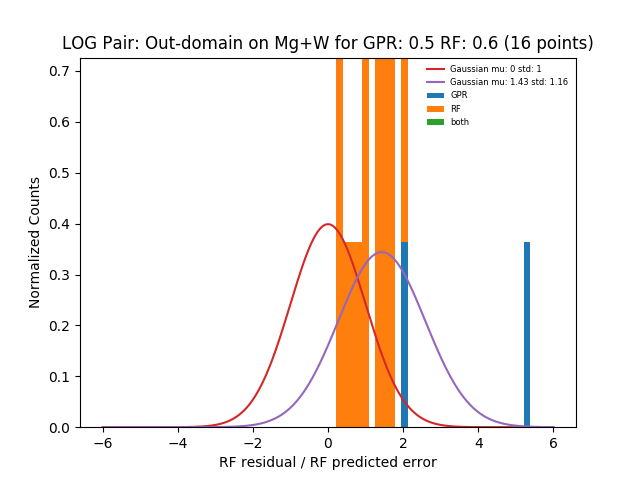 LOG Pair: Out-domain on Mg+W for GPR: 0.5 RF: 0.6 (16 points)
Gaussian mu: 0 std: 1
Gaussian mu: 1.43 std: 1.16
GPR
RF
both
Normalized Counts
0.7
0.6
0.5
0.4
0.3
0.2
0.1
0.0
−6 −4 −2 0 2 4 6
RF residual / RF predicted error